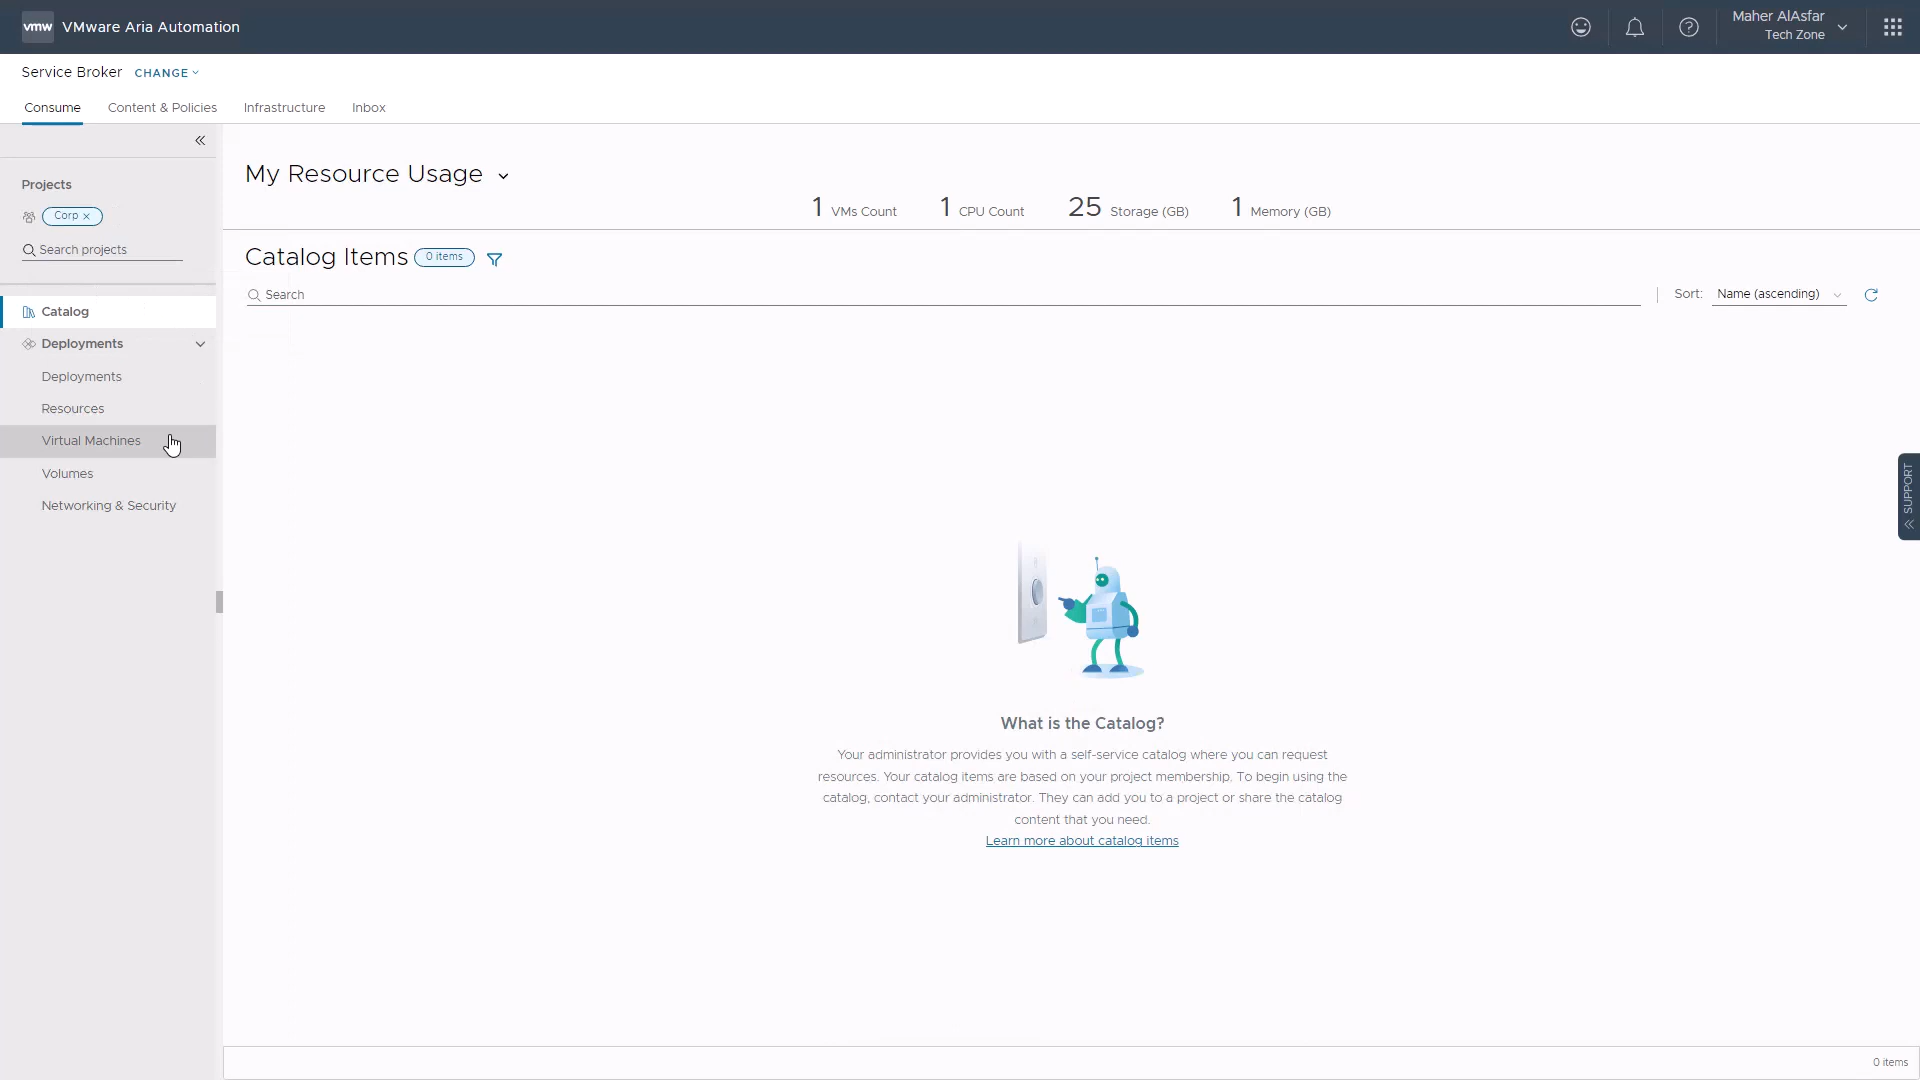 vmw VMware Aria Automation
Maher AlAsfar
Tech Zone
Service Broker CHANGE
Consume Content & Policies Infrastructure Inbox
Projects
Corp ×
Search projects
Catalog
Deployments
Deployments
Resources
Virtual Machines
Volumes
Networking & Security
My Resource Usage
1 VMs Count 1 CPU Count 25 Storage (GB) 1 Memory (GB)
Catalog Items 0 items
Search
Sort: Name (ascending)
What is the Catalog?
Your administrator provides you with a self-service catalog where you can request
resources. Your catalog items are based on your project membership. To begin using the
catalog, contact your administrator. They can add you to a project or share the catalog
content that you need.
Learn more about catalog items
SUPPORT
0 items